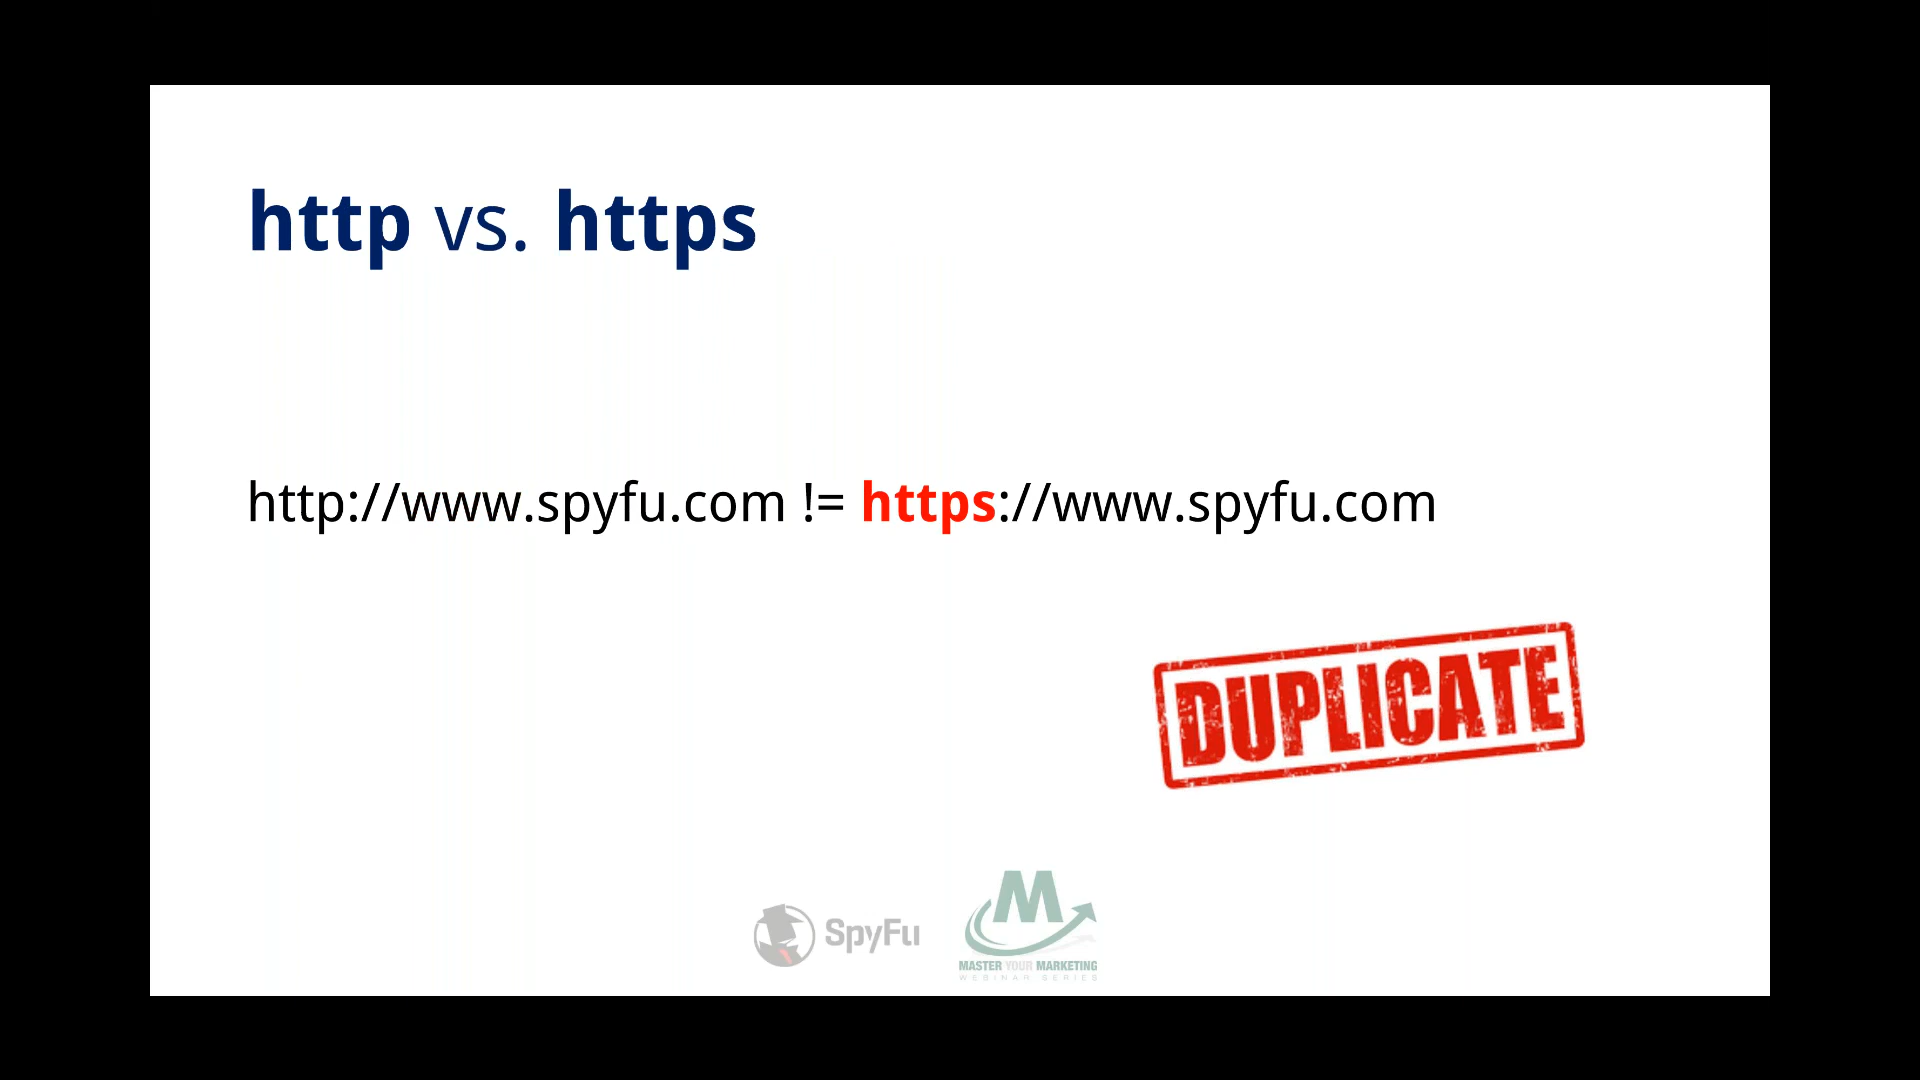 http vs. https
http://www.spyfu.com != https://www.spyfu.com
DUPLICATE
SpyFu
M
MASTER YOUR MARKETING
WEBINAR SERIES